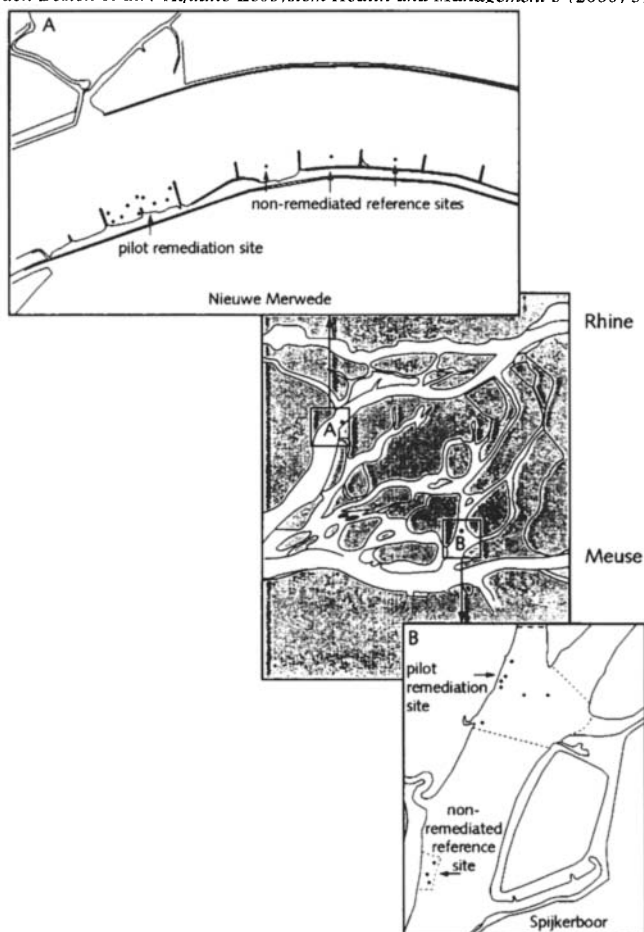 A
non-remediated reference sites
pilot remediation site
Nieuwe Merwede
Rhine
A
B
Meuse
B
pilot
remediation
site
non-
remediated
reference
site
Spijkerboor